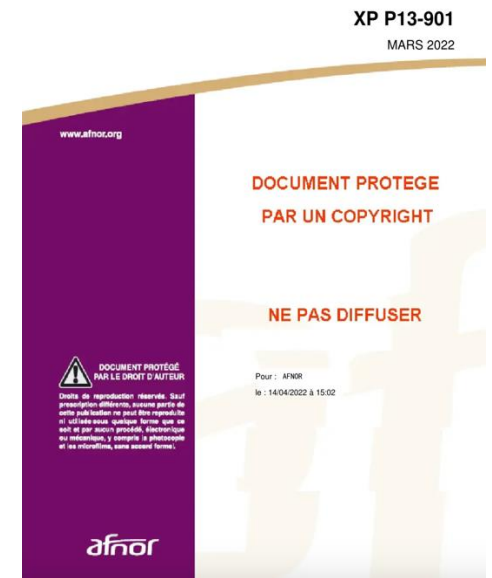 XP P13-901
MARS 2022
www.afnor.org
DOCUMENT PROTEGE
PAR UN COPYRIGHT
NE PAS DIFFUSER
DOCUMENT PROTÉGÉ
PAR LE DROIT D'AUTEUR
Droits de reproduction réservés. Sauf
prescription différente, aucune partie de
cette publication ne peut être reproduite
ni utilisée sous quelque forme que ce
soit et par aucun procédé, électronique
ou mécanique, y compris la photocopie
et les microfilms, sans accord formel.
Pour : AFNOR
le : 14/04/2022 à 15:02
afnor